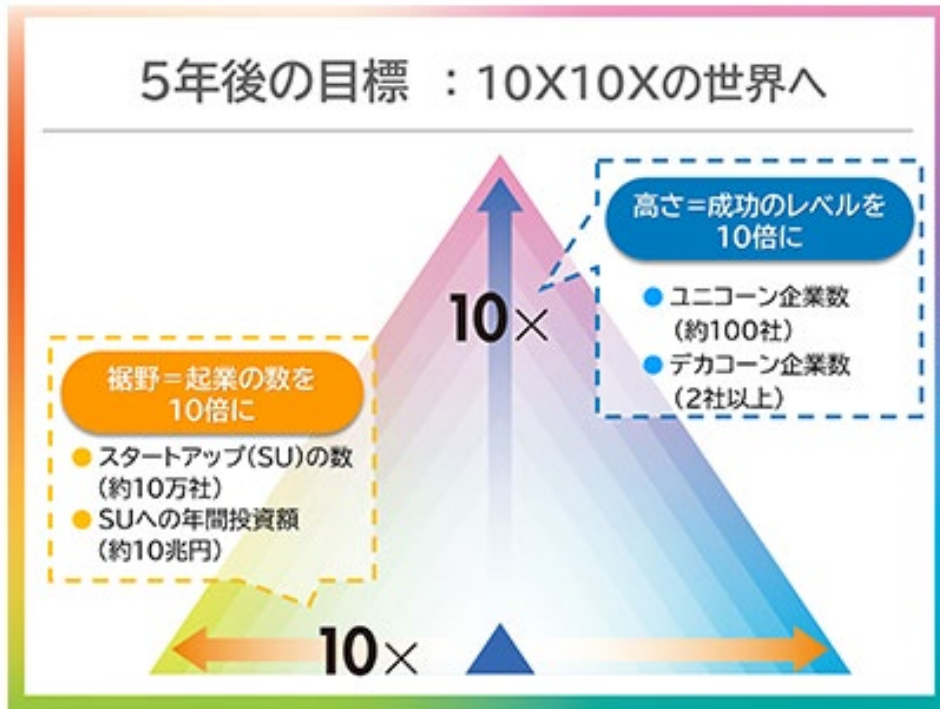 5年後の目標 ：10X10Xの世界へ
高さ＝成功のレベルを
10倍に
● ユニコーン企業数
(約100社)
● デカコーン企業数
(2社以上)
10×
裾野＝起業の数を
10倍に
● スタートアップ(SU)の数
(約10万社)
● SUへの年間投資額
(約10兆円)
10×